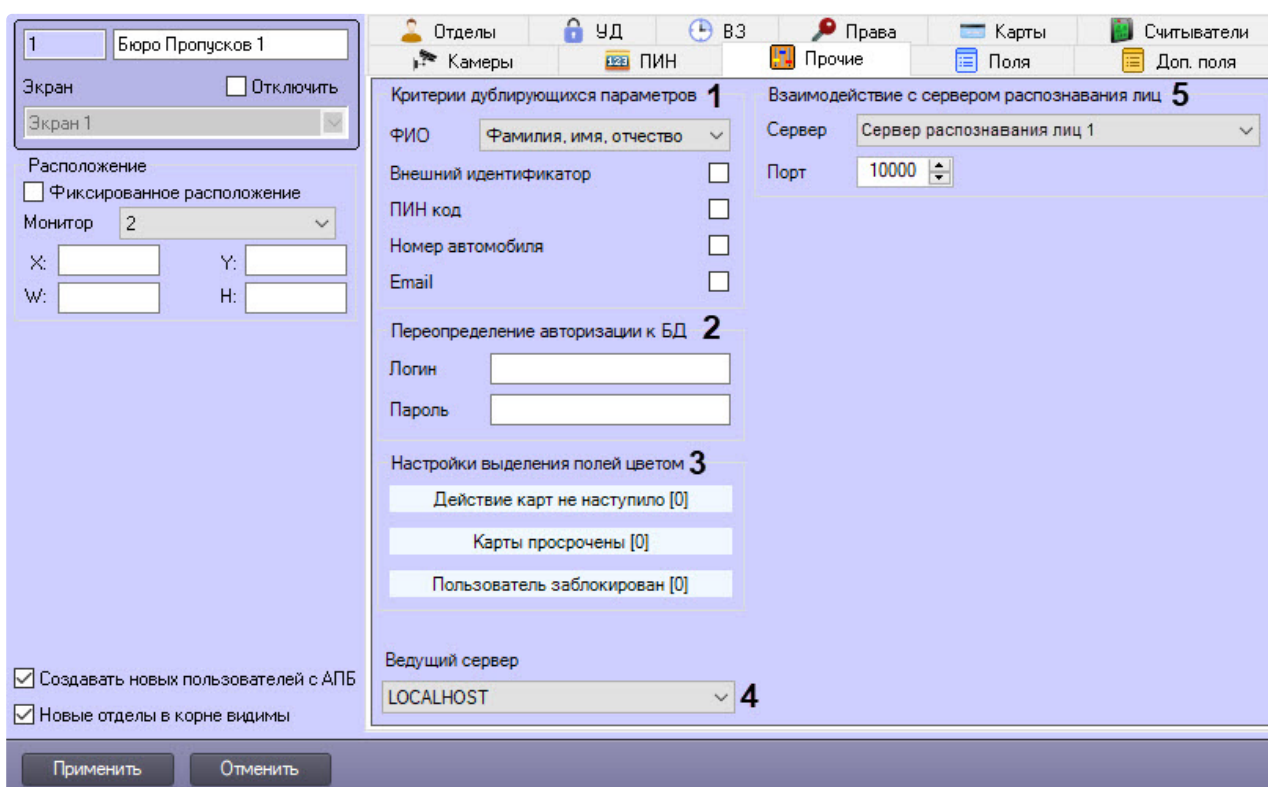 1 Бюро Пропусков 1
Экран Отключить
Экран 1
Расположение
Фиксированное расположение
Монитор 2
X: Y:
W: H:
Создавать новых пользователей с АПБ
Новые отделы в корне видимы
Отделы УД ВЗ Права Карты Считыватели
Камеры 123 ПИН Прочие Поля Доп. поля
Критерии дублирующихся параметров 1
ФИО Фамилия, имя, отчество
Внешний идентификатор
ПИН код
Номер автомобиля
Email
Переопределение авторизации к БД 2
Логин
Пароль
Настройки выделения полей цветом 3
Действие карт не наступило [0]
Карты просрочены [0]
Пользователь заблокирован [0]
Ведущий сервер
LOCALHOST 4
Взаимодействие с сервером распознавания лиц 5
Сервер Сервер распознавания лиц 1
Порт 10000
Применить Отменить